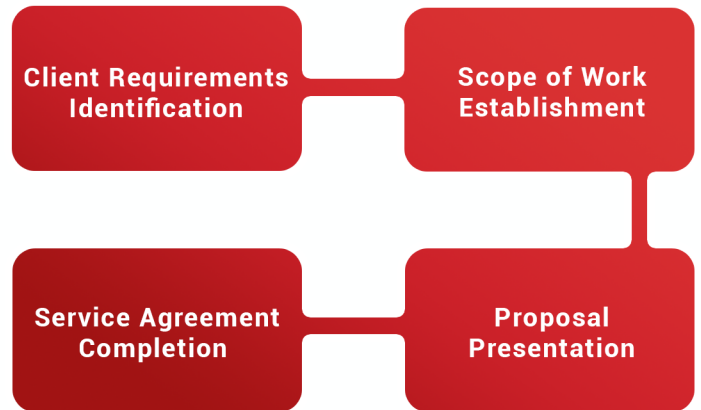 Client Requirements
Identification
Scope of Work
Establishment
Proposal
Presentation
Service Agreement
Completion